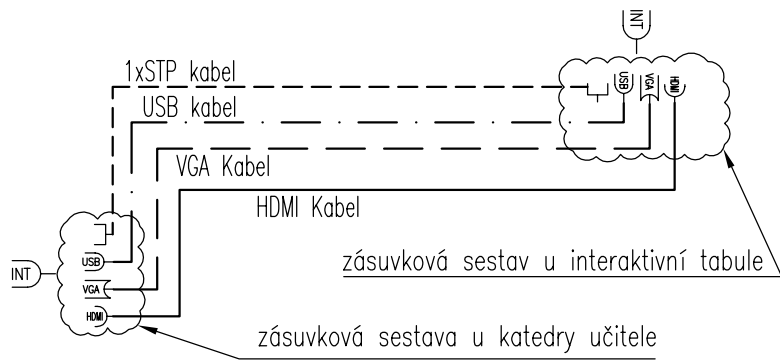 INT
1xSTP kabel
USB
VGA
HDMI
USB kabel
VGA Kabel
HDMI Kabel
USB
INT
VGA
zásuvková sestav u interaktivní tabule
HDMI
zásuvková sestava u katedry učitele